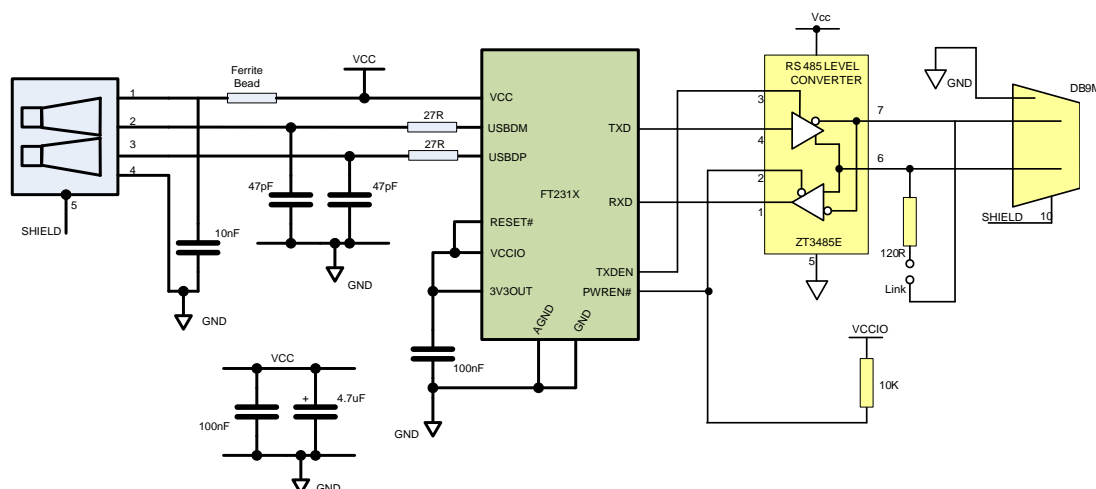 Vcc
DB9M
Ferrite
Bead
VCC
RS 485 LEVEL
CONVERTER
GND
1
VCC
3
7
27R
2
USBDM
TXD
4
27R
3
USBDP
6
4
2
47pF
47pF
FT231X
5
RXD
1
SHIELD
RESET#
SHIELD
10
10nF
VCCIO
ZT3485E
120R
TXDEN
5
GND
3V3OUT
PWREN#
Link
GND
AGND
GND
VCCIO
VCC
100nF
10K
+
4.7uF
100nF
GND
GND